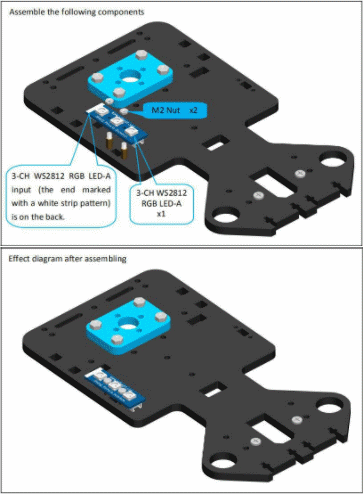 Assemble the following components
M2 Nut x2
3-CH WS2812 RGB LED-A
input (the end marked
with a white strip pattern)
is on the back.
3-CH WS2812
RGB LED-A
x1
Effect diagram after assembling